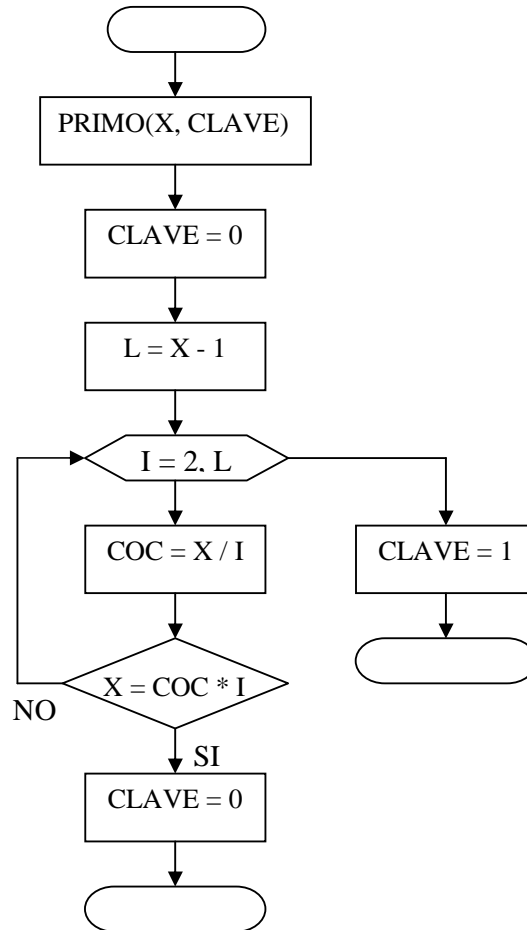 PRIMO(X, CLAVE)
CLAVE = 0
L = X - 1
I = 2, L
COC = X / I
CLAVE = 1
X = COC * I
NO
SI
CLAVE = 0